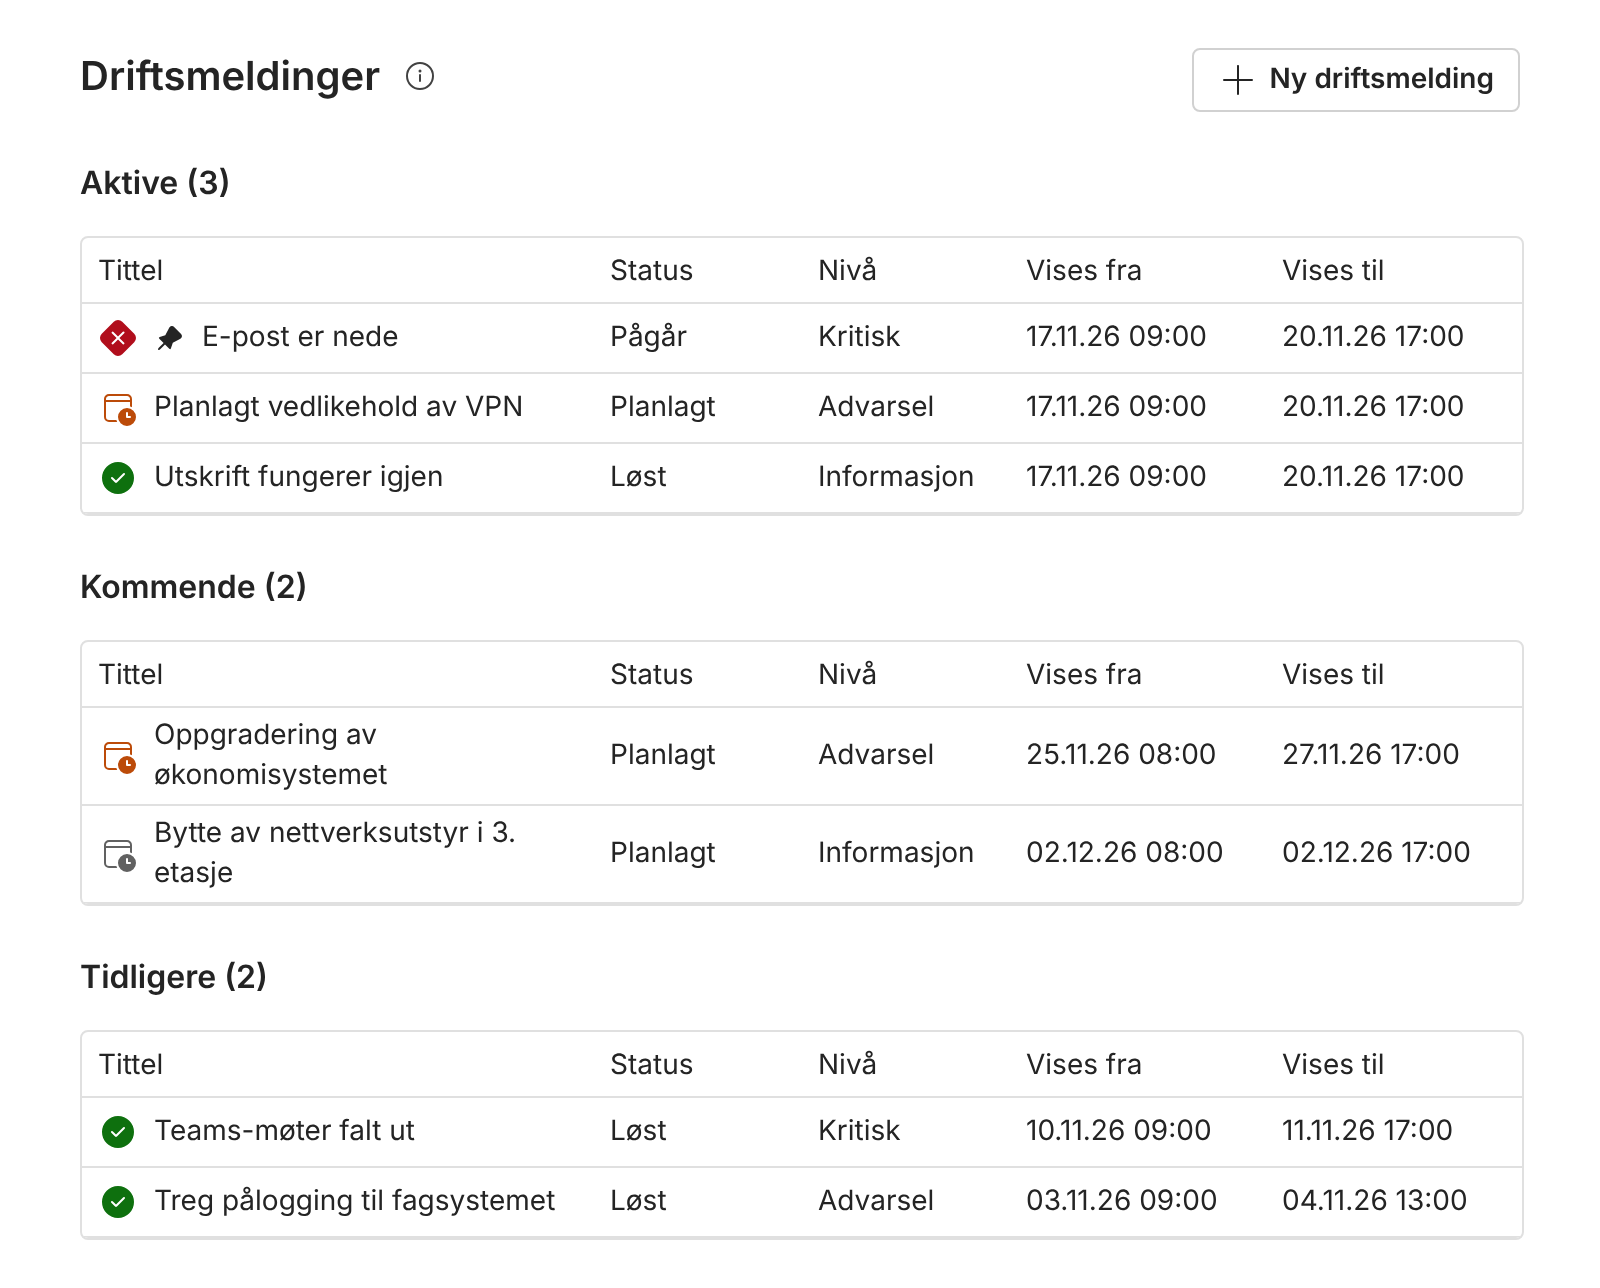 Driftsmeldinger
Ny driftsmelding
Aktive (3)
Tittel Status Nivå Vises fra Vises til
E-post er nede Pågår Kritisk 17.11.26 09:00 20.11.26 17:00
Planlagt vedlikehold av VPN Planlagt Advarsel 17.11.26 09:00 20.11.26 17:00
Utskrift fungerer igjen Løst Informasjon 17.11.26 09:00 20.11.26 17:00
Kommende (2)
Tittel Status Nivå Vises fra Vises til
Oppgradering av
økonomisystemet Planlagt Advarsel 25.11.26 08:00 27.11.26 17:00
Bytte av nettverksutstyr i 3.
etasje Planlagt Informasjon 02.12.26 08:00 02.12.26 17:00
Tidligere (2)
Tittel Status Nivå Vises fra Vises til
Teams-møter falt ut Løst Kritisk 10.11.26 09:00 11.11.26 17:00
Treg pålogging til fagsystemet Løst Advarsel 03.11.26 09:00 04.11.26 13:00